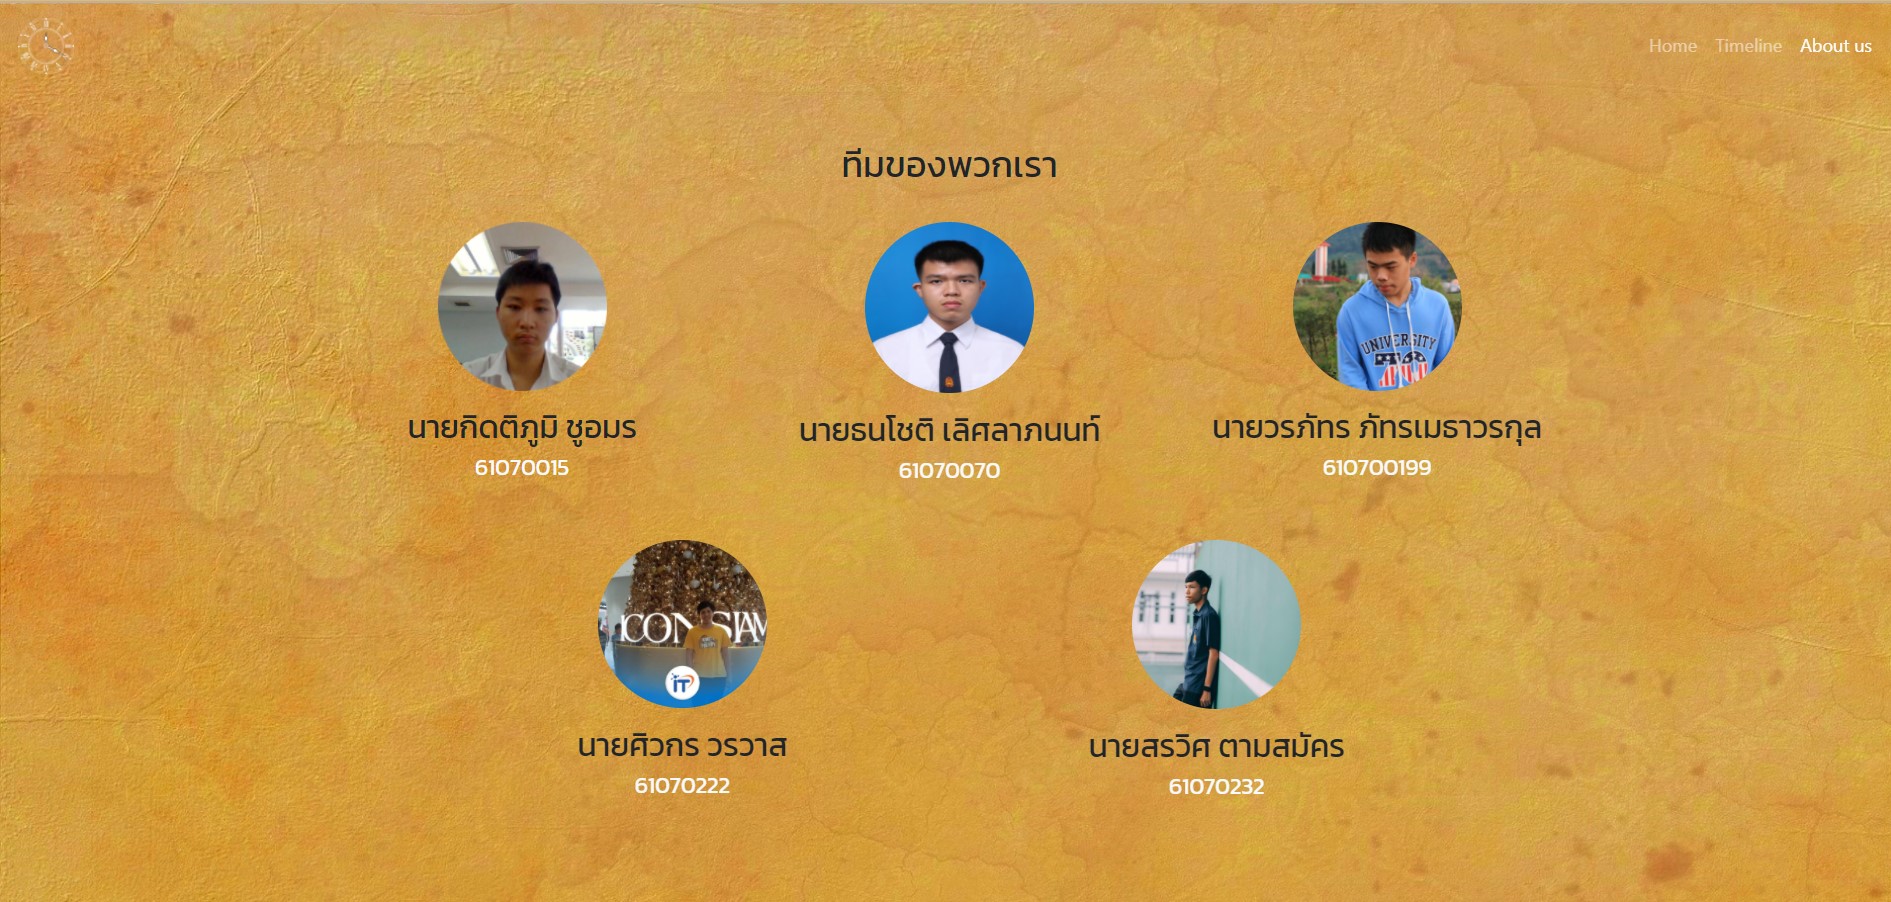 Home Timeline About us
ทีมของพวกเรา
นายกิดติภูมิ ชูอมร
61070015
นายธนโชติ เลิศลาภนนท์
61070070
UNIVERSITY
นายวรภัทร ภัทรเมธาวรกุล
610700199
ICONSIAM
iT
นายศิวกร วรวาส
61070222
นายสรวิศ ตามสมัคร
61070232